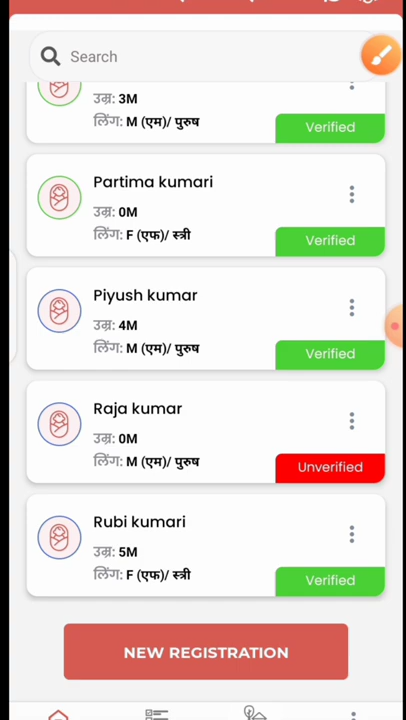 Search
उम्र: 3M
लिंग: M (एम)/ पुरुष
Verified
Partima kumari
उम्र: 0M
लिंग: F (एफ)/ स्त्री
Verified
Piyush kumar
उम्र: 4M
लिंग: M (एम)/ पुरुष
Verified
Raja kumar
उम्र: 0M
लिंग: M (एम)/ पुरुष
Unverified
Rubi kumari
उम्र: 5M
लिंग: F (एफ)/ स्त्री
Verified
NEW REGISTRATION